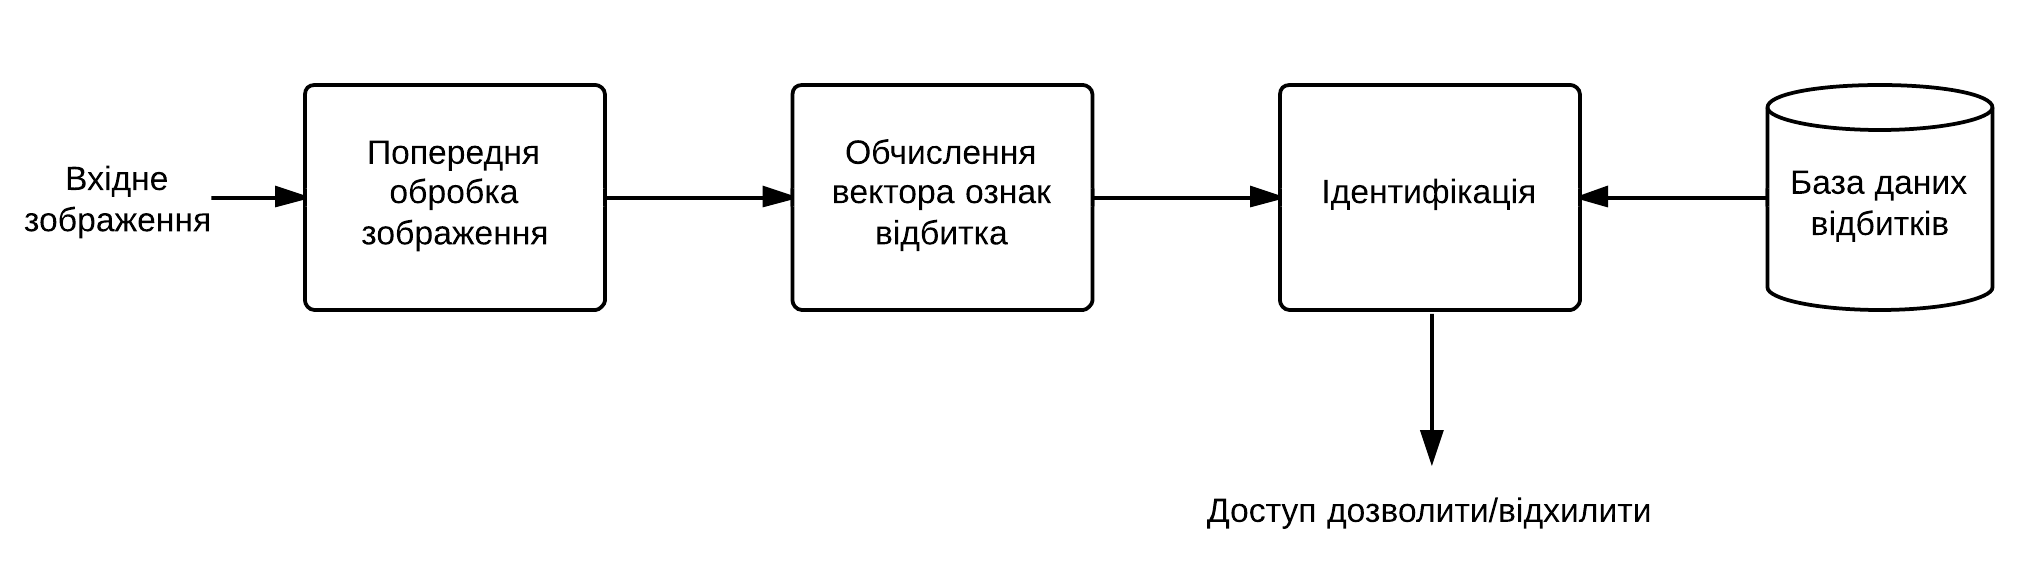 Вхідне
зображення
Попередня
обробка
зображення
Обчислення
вектора ознак
відбитка
Ідентифікація
База даних
відбитків
Доступ дозволити/відхилити